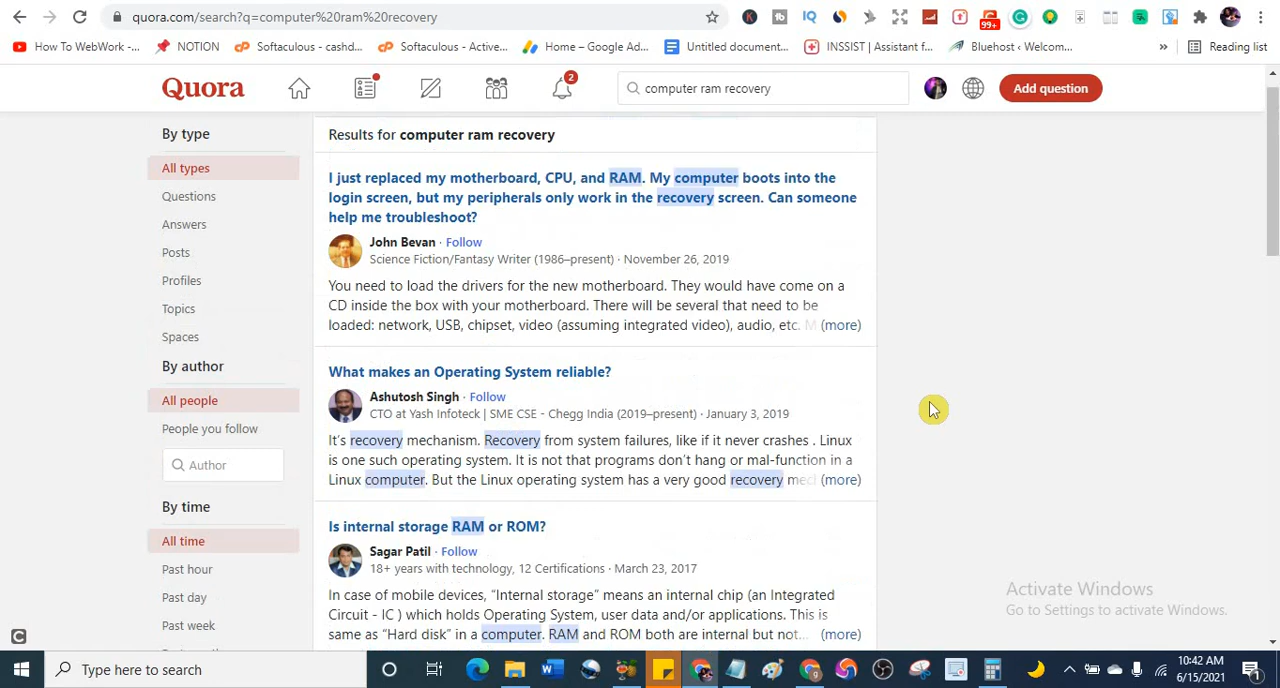 quora.com/search?q=computer%20ram%20recovery
99+
How To WebWork -...
NOTION
Softaculous - cashd...
Softaculous - Active...
Home – Google Ad...
Untitled document...
INSSIST | Assistant f...
Bluehost ‹ Welcom...
»
Reading list
Quora
2
computer ram recovery
Add question
By type
All types
Questions
Answers
Posts
Profiles
Topics
Spaces
By author
All people
People you follow
Author
By time
All time
Past hour
Past day
Past week
Results for computer ram recovery
I just replaced my motherboard, CPU, and RAM. My computer boots into the
login screen, but my peripherals only work in the recovery screen. Can someone
help me troubleshoot?
John Bevan · Follow
Science Fiction/Fantasy Writer (1986–present) · November 26, 2019
You need to load the drivers for the new motherboard. They would have come on a
CD inside the box with your motherboard. There will be several that need to be
loaded: network, USB, chipset, video (assuming integrated video), audio, etc. M (more)
What makes an Operating System reliable?
Ashutosh Singh · Follow
CTO at Yash Infoteck | SME CSE - Chegg India (2019–present) · January 3, 2019
It's recovery mechanism. Recovery from system failures, like if it never crashes . Linux
is one such operating system. It is not that programs don't hang or mal-function in a
Linux computer. But the Linux operating system has a very good recovery mec (more)
Is internal storage RAM or ROM?
Sagar Patil · Follow
18+ years with technology, 12 Certifications · March 23, 2017
In case of mobile devices, “Internal storage” means an internal chip (an Integrated
Circuit - IC ) which holds Operating System, user data and/or applications. This is
same as “Hard disk” in a computer. RAM and ROM both are internal but not... (more)
Activate Windows
Go to Settings to activate Windows.
Type here to search
10:42 AM
6/15/2021
1